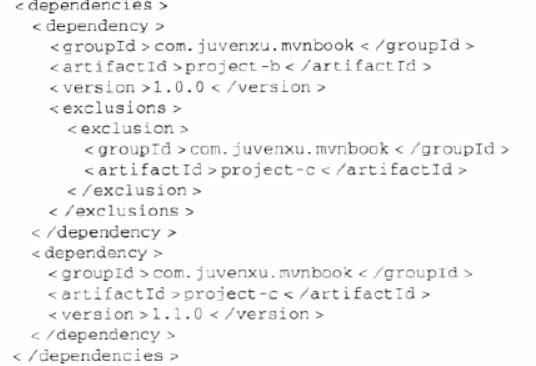 <dependencies>
<dependency>
<groupId>com.juvenxu.mvnbook</groupId>
<artifactId>project-b</artifactId>
<version>1.0.0</version>
<exclusions>
<exclusion>
<groupId>com.juvenxu.mvnbook</groupId>
<artifactId>project-c</artifactId>
</exclusion>
</exclusions>
</dependency>
<dependency>
<groupId>com.juvenxu.mvnbook</groupId>
<artifactId>project-c</artifactId>
<version>1.1.0</version>
</dependency>
</dependencies>